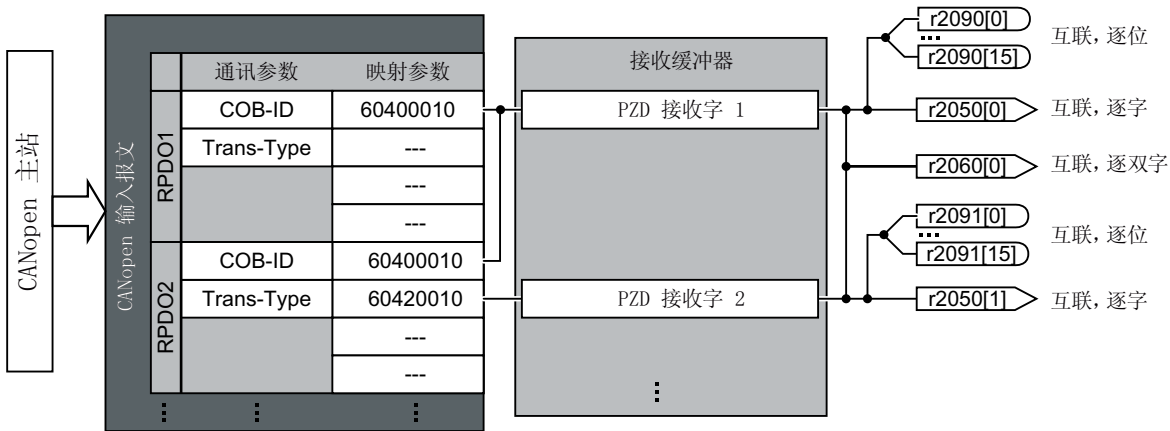 CANopen 主站
CANopen 输入报文
通讯参数 映射参数
RPDO1
COB-ID 60400010
Trans-Type ---
---
---
RPDO2
COB-ID 60400010
Trans-Type 60420010
---
---
接收缓冲器
PZD 接收字 1
PZD 接收字 2
r2090[0]
r2090[15]
互联, 逐位
r2050[0] 互联, 逐字
r2060[0] 互联, 逐双字
r2091[0]
r2091[15]
互联, 逐位
r2050[1] 互联, 逐字